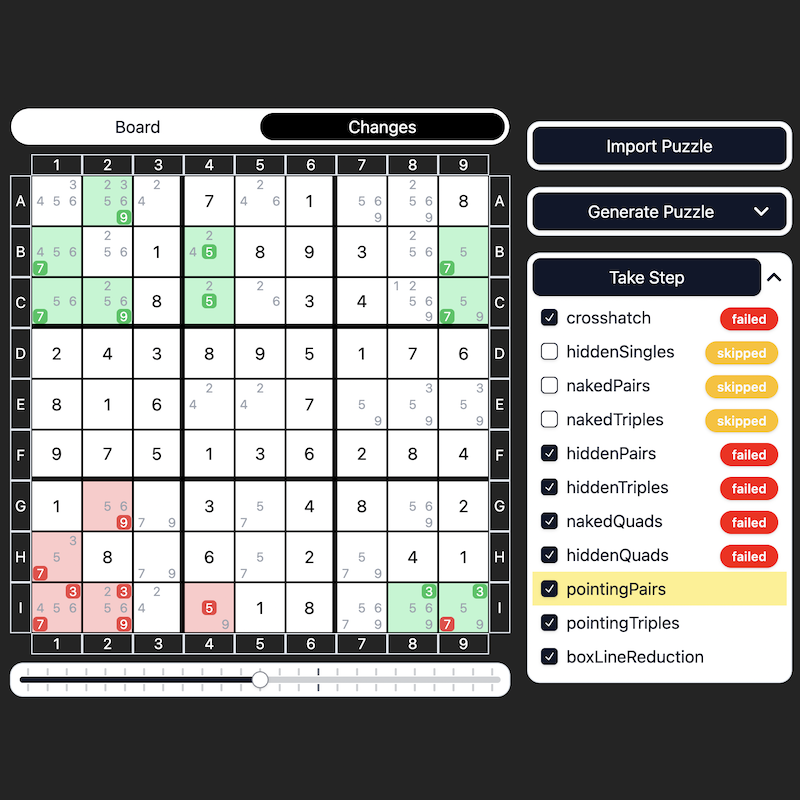 Board
Changes
1 2 3 4 5 6 7 8 9
3 2 3 2 2 2
A 4 5 6 5 6 4 7 4 6 1 5 6 5 6 8 A
9 9 9
2 2 2
B 4 5 6 5 6 1 4 5 8 9 3 5 6 5 B
7 7
2 2 2 1 2
C 5 6 5 6 8 5 6 3 4 5 6 5 C
7 9 9 7 9
D 2 4 3 8 9 5 1 7 6 D
2 2 3 3
E 8 1 6 4 4 7 5 5 5 E
9 9 9
F 9 7 5 1 3 6 2 8 4 F
G 1 5 6 3 5 4 8 5 6 2 G
9 7 9 7 9
3
H 5 8 6 5 2 5 4 1 H
7 7 9 7 7 9
3 2 3 2 3 3
I 4 5 6 5 6 4 5 1 8 5 6 5 6 5 I
7 9 9 7 9 9 7 9
1 2 3 4 5 6 7 8 9
Import Puzzle
Generate Puzzle
Take Step
crosshatch failed
hiddenSingles skipped
nakedPairs skipped
nakedTriples skipped
hiddenPairs failed
hiddenTriples failed
nakedQuads failed
hiddenQuads failed
pointingPairs
pointingTriples
boxLineReduction